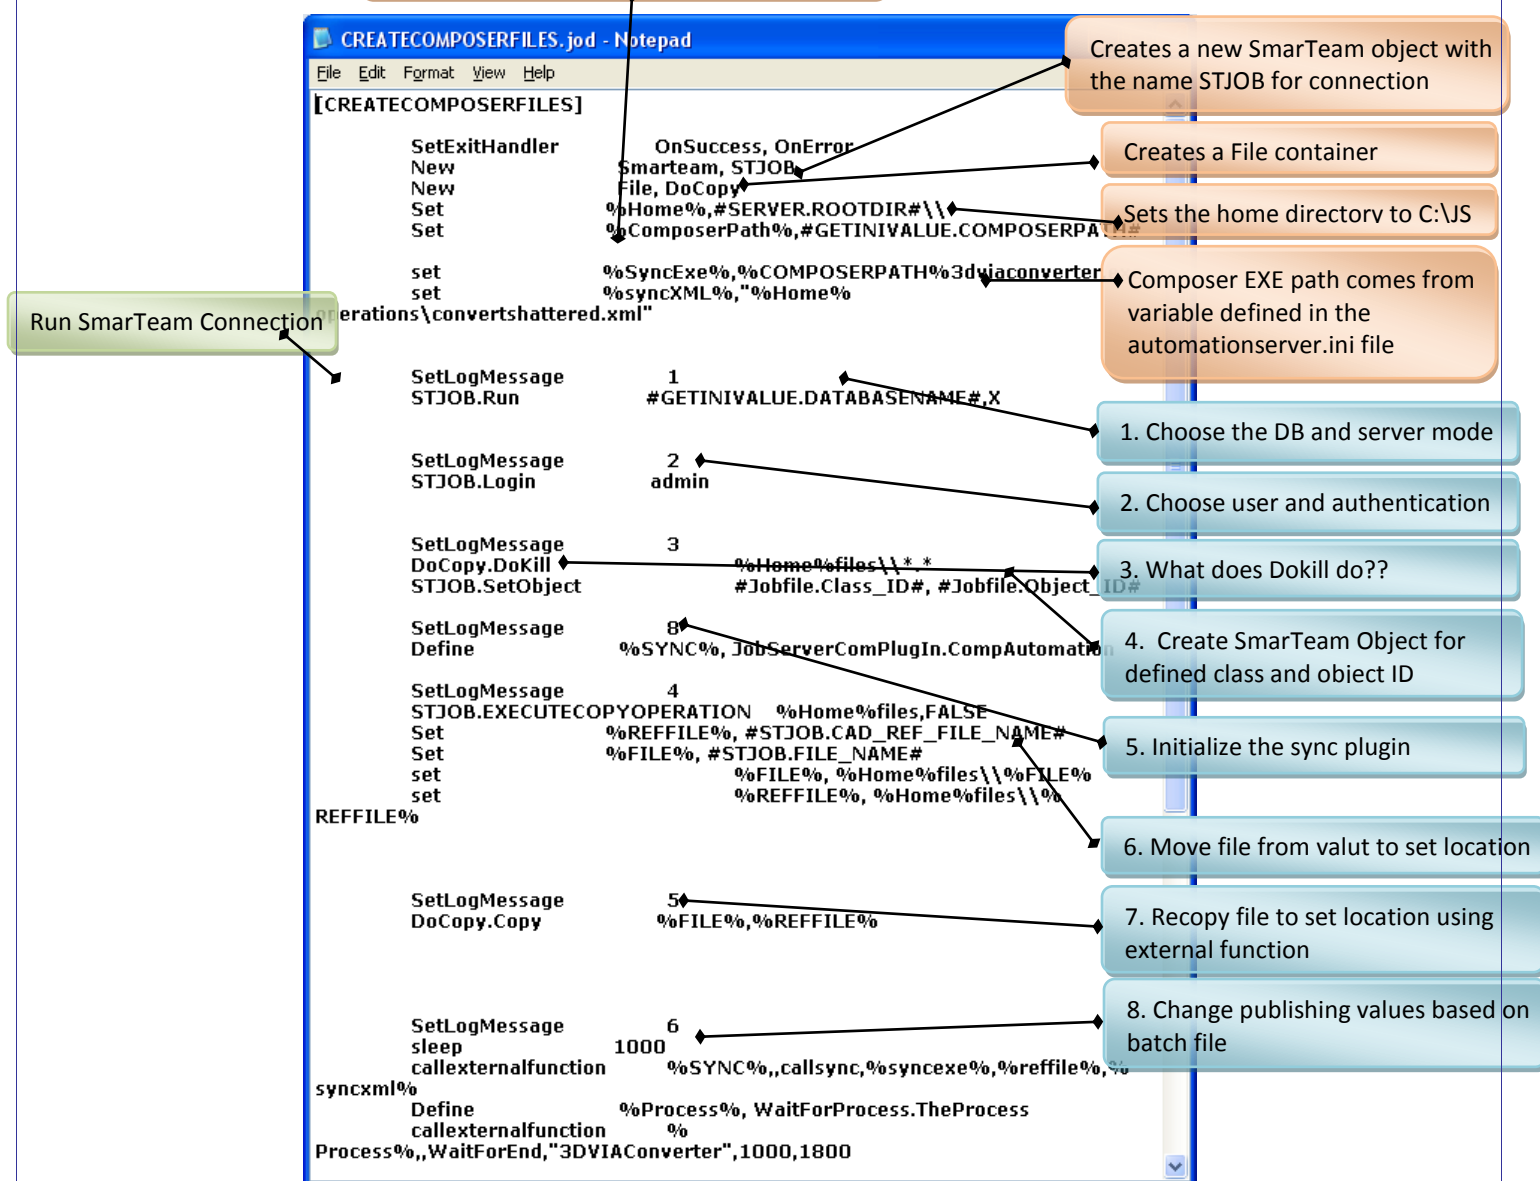 CREATECOMPOSERFILES.jod - Notepad
File Edit Format View Help
[CREATECOMPOSERFILES]
SetExitHandler OnSuccess, OnError
New Smarteam, STJOB
New File, DoCopy
Set %Home%,#SERVER.ROOTDIR#\\
Set %ComposerPath%,#GETINIVALUE.COMPOSERPATH#
set %SyncExe%,%COMPOSERPATH%3dviaconverter
set %syncXML%,"%Home%
operations\convertshattered.xml"
SetLogMessage 1
STJOB.Run #GETINIVALUE.DATABASENAME#,X
SetLogMessage 2
STJOB.Login admin
SetLogMessage 3
DoCopy.DoKill %Home%files\\*.*
STJOB.SetObject #Jobfile.Class_ID#, #Jobfile.Object_ID#
SetLogMessage 8
Define %SYNC%, JobServerComPlugIn.CompAutomation
SetLogMessage 4
STJOB.EXECUTECOPYOPERATION %Home%files,FALSE
Set %REFFILE%, #STJOB.CAD_REF_FILE_NAME#
Set %FILE%, #STJOB.FILE_NAME#
set %FILE%, %Home%files\\%FILE%
set %REFFILE%, %Home%files\\%
REFFILE%
SetLogMessage 5
DoCopy.Copy %FILE%,%REFFILE%
SetLogMessage 6
sleep 1000
callexternalfunction %SYNC%,,callsync,%syncexe%,%reffile%,%
syncxml%
Define %Process%, WaitForProcess.TheProcess
callexternalfunction %
Process%,,WaitForEnd,"3DVIAConverter",1000,1800
Run SmarTeam Connection
Creates a new SmarTeam object with
the name STJOB for connection
Creates a File container
Sets the home directory to C:\JS
Composer EXE path comes from
variable defined in the
automationserver.ini file
1. Choose the DB and server mode
2. Choose user and authentication
3. What does Dokill do??
4. Create SmarTeam Object for
defined class and object ID
5. Initialize the sync plugin
6. Move file from valut to set location
7. Recopy file to set location using
external function
8. Change publishing values based on
batch file